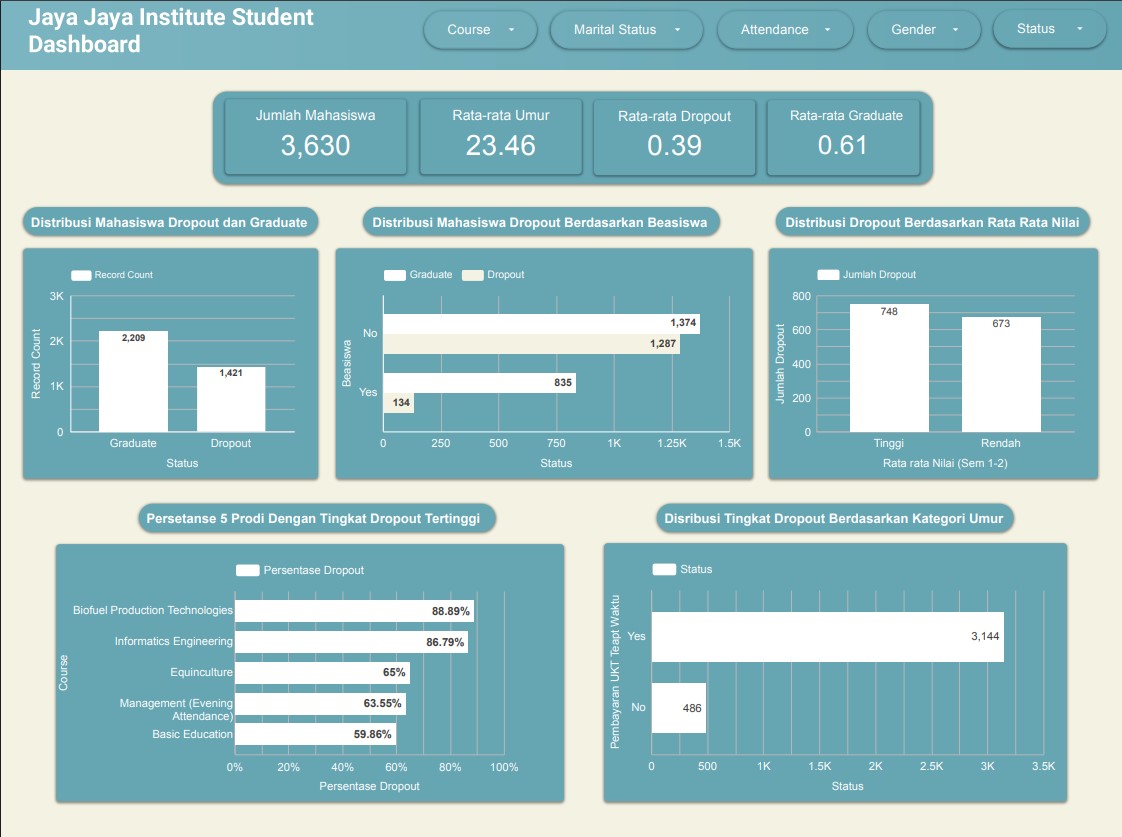 Jaya Jaya Institute Student
Dashboard
Course
Marital Status
Attendance
Gender
Status
Jumlah Mahasiswa
3,630
Rata-rata Umur
23.46
Rata-rata Dropout
0.39
Rata-rata Graduate
0.61
Distribusi Mahasiswa Dropout dan Graduate
Record Count
Record Count
3K
2K
1K
0
2,209
1,421
Graduate
Dropout
Status
Distribusi Mahasiswa Dropout Berdasarkan Beasiswa
Graduate
Dropout
Beasiswa
No
1,374
1,287
Yes
835
134
0
250
500
750
1K
1.25K
1.5K
Status
Distribusi Dropout Berdasarkan Rata Rata Nilai
Jumlah Dropout
Jumlah Dropout
800
600
400
200
0
748
673
Tinggi
Rendah
Rata rata Nilai (Sem 1-2)
Persetanse 5 Prodi Dengan Tingkat Dropout Tertinggi
Persentase Dropout
Course
Biofuel Production Technologies
88.89%
Informatics Engineering
86.79%
Equinculture
65%
Management (Evening
Attendance)
63.55%
Basic Education
59.86%
0%
20%
40%
60%
80%
100%
Persentase Dropout
Disribusi Tingkat Dropout Berdasarkan Kategori Umur
Status
Pembayaran UKT Teapt Waktu
Yes
3,144
No
486
0
500
1K
1.5K
2K
2.5K
3K
3.5K
Status